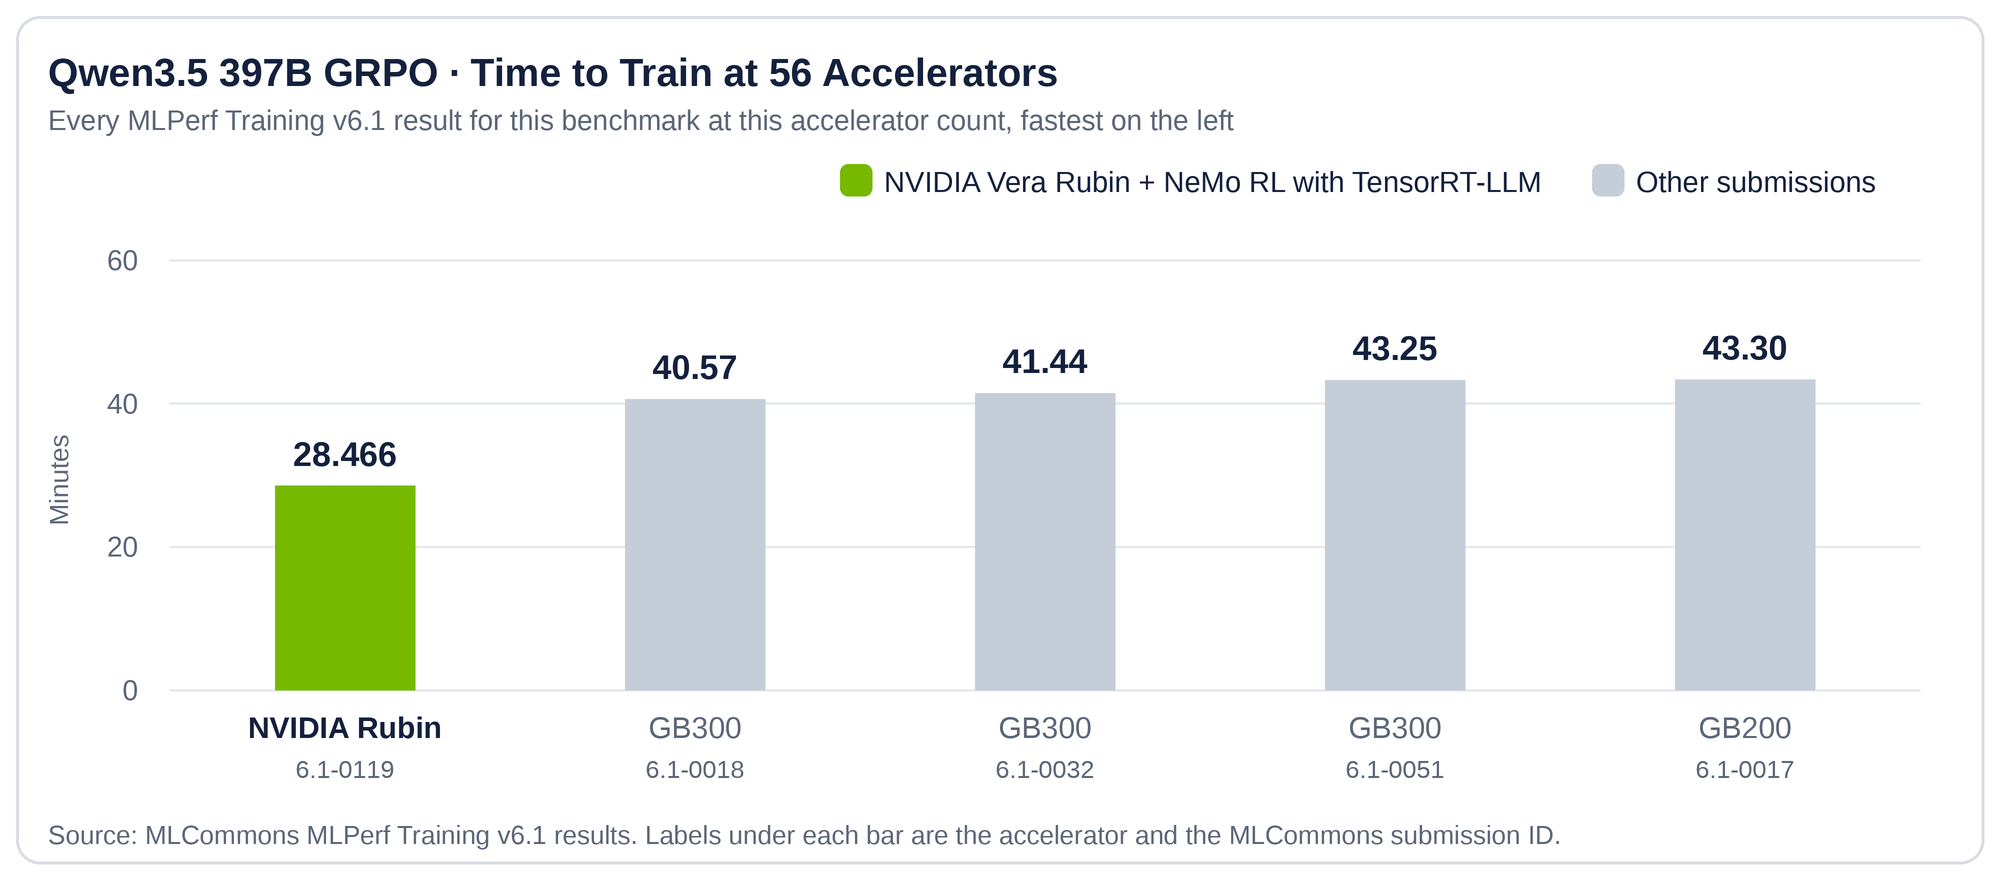 Qwen3.5 397B GRPO · Time to Train at 56 Accelerators
Every MLPerf Training v6.1 result for this benchmark at this accelerator count, fastest on the left
NVIDIA Vera Rubin + NeMo RL with TensorRT-LLM
Other submissions
60
40
20
0
Minutes
28.466
40.57
41.44
43.25
43.30
NVIDIA Rubin
6.1-0119
GB300
6.1-0018
GB300
6.1-0032
GB300
6.1-0051
GB200
6.1-0017
Source: MLCommons MLPerf Training v6.1 results. Labels under each bar are the accelerator and the MLCommons submission ID.